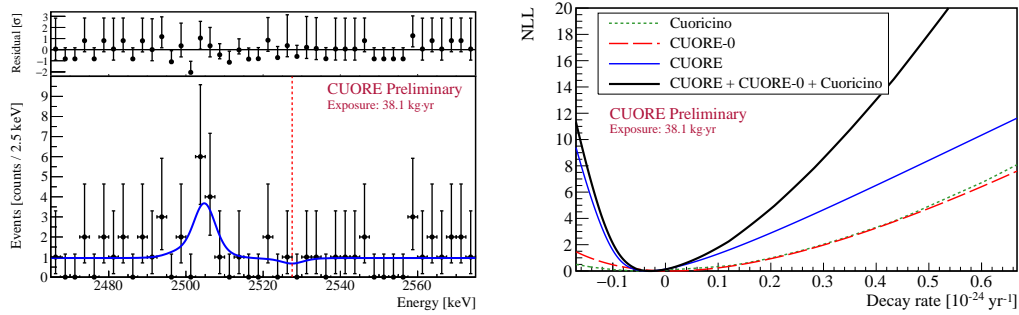 Residual [σ]
3
2
1
0
−1
−2
Events [counts / 2.5 keV]
9
8
7
6
5
4
3
2
1
0
CUORE Preliminary
Exposure: 38.1 kg·yr
2480 2500 2520 2540 2560
Energy [keV]
NLL
20
18
16
14
12
10
8
6
4
2
0
Cuoricino
CUORE-0
CUORE
CUORE + CUORE-0 + Cuoricino
CUORE Preliminary
Exposure: 38.1 kg·yr
−0.1 0 0.1 0.2 0.3 0.4 0.5 0.6
Decay rate [10⁻²⁴ yr⁻¹]